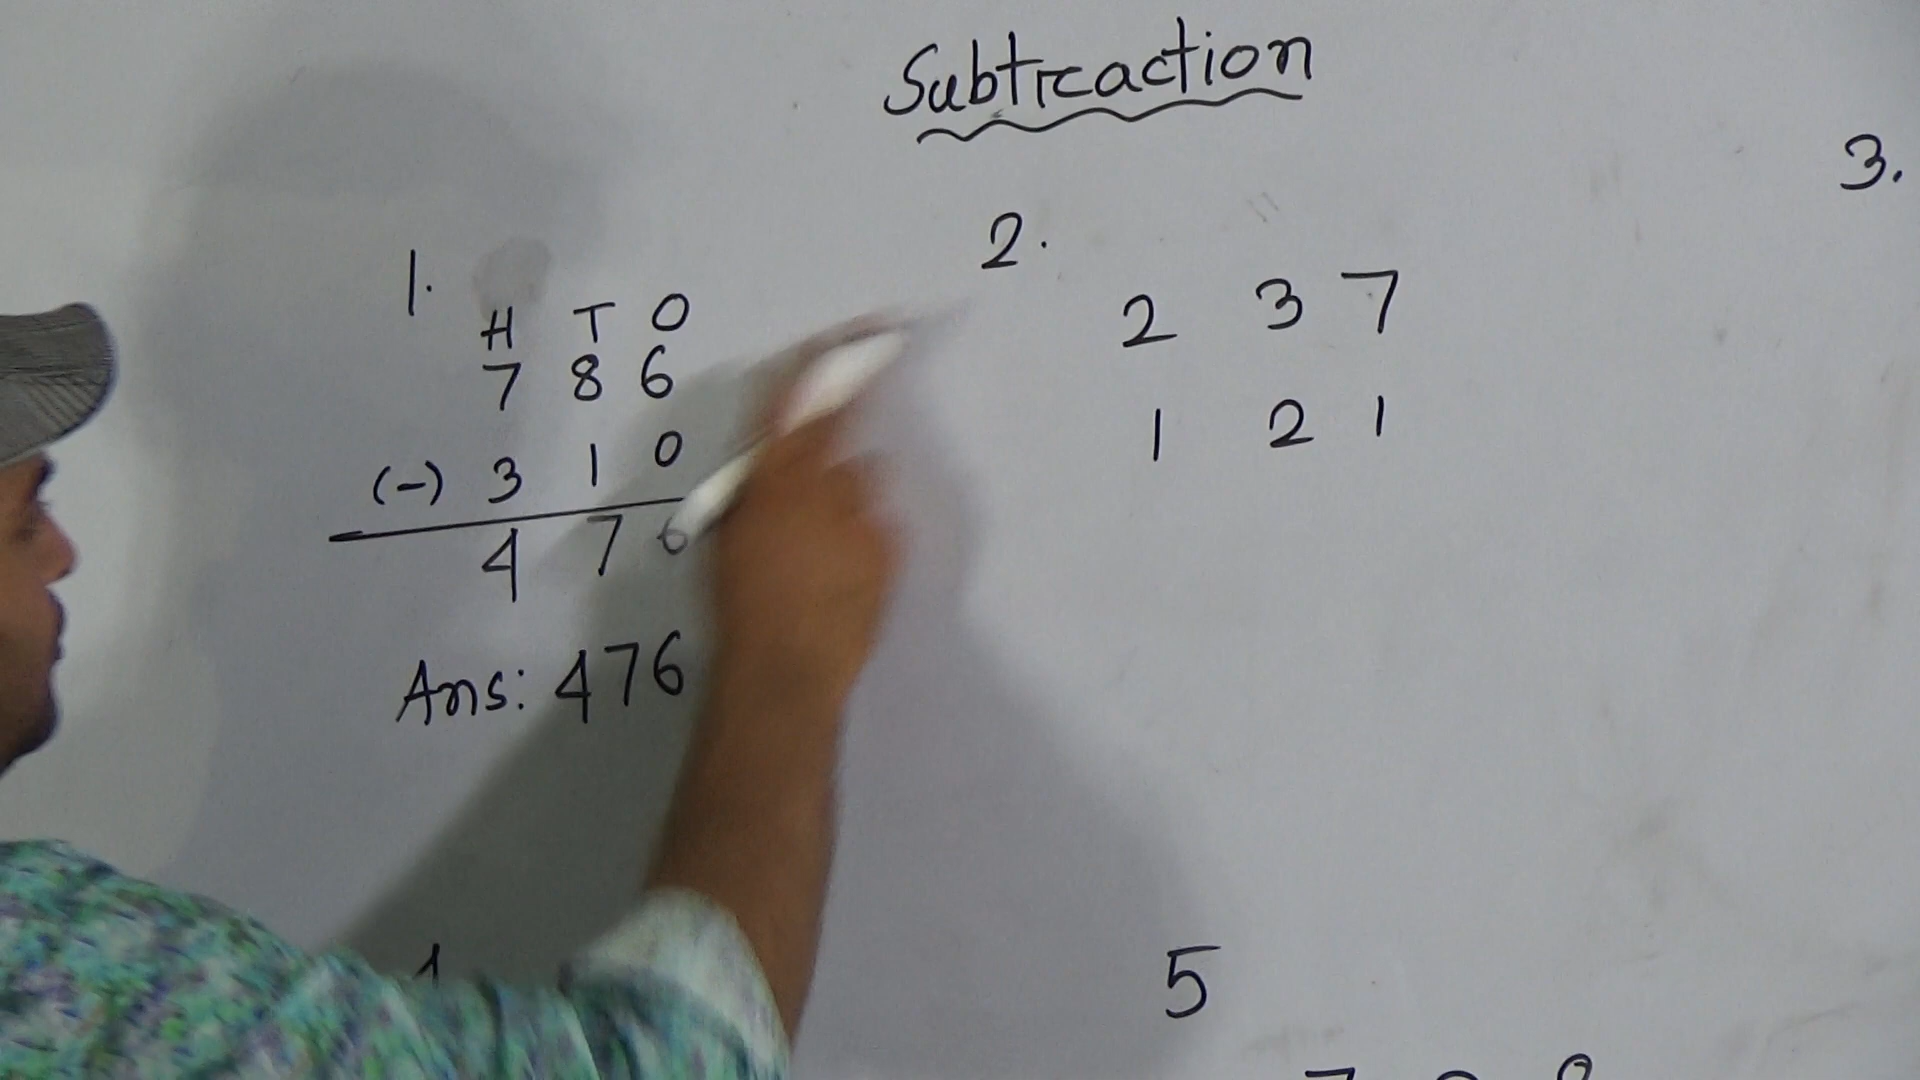 Subtraction
1.
H T O
7 8 6
(-) 3 1 0
4 7 6
Ans: 476
2.
2 3 7
1 2 1
3.
5